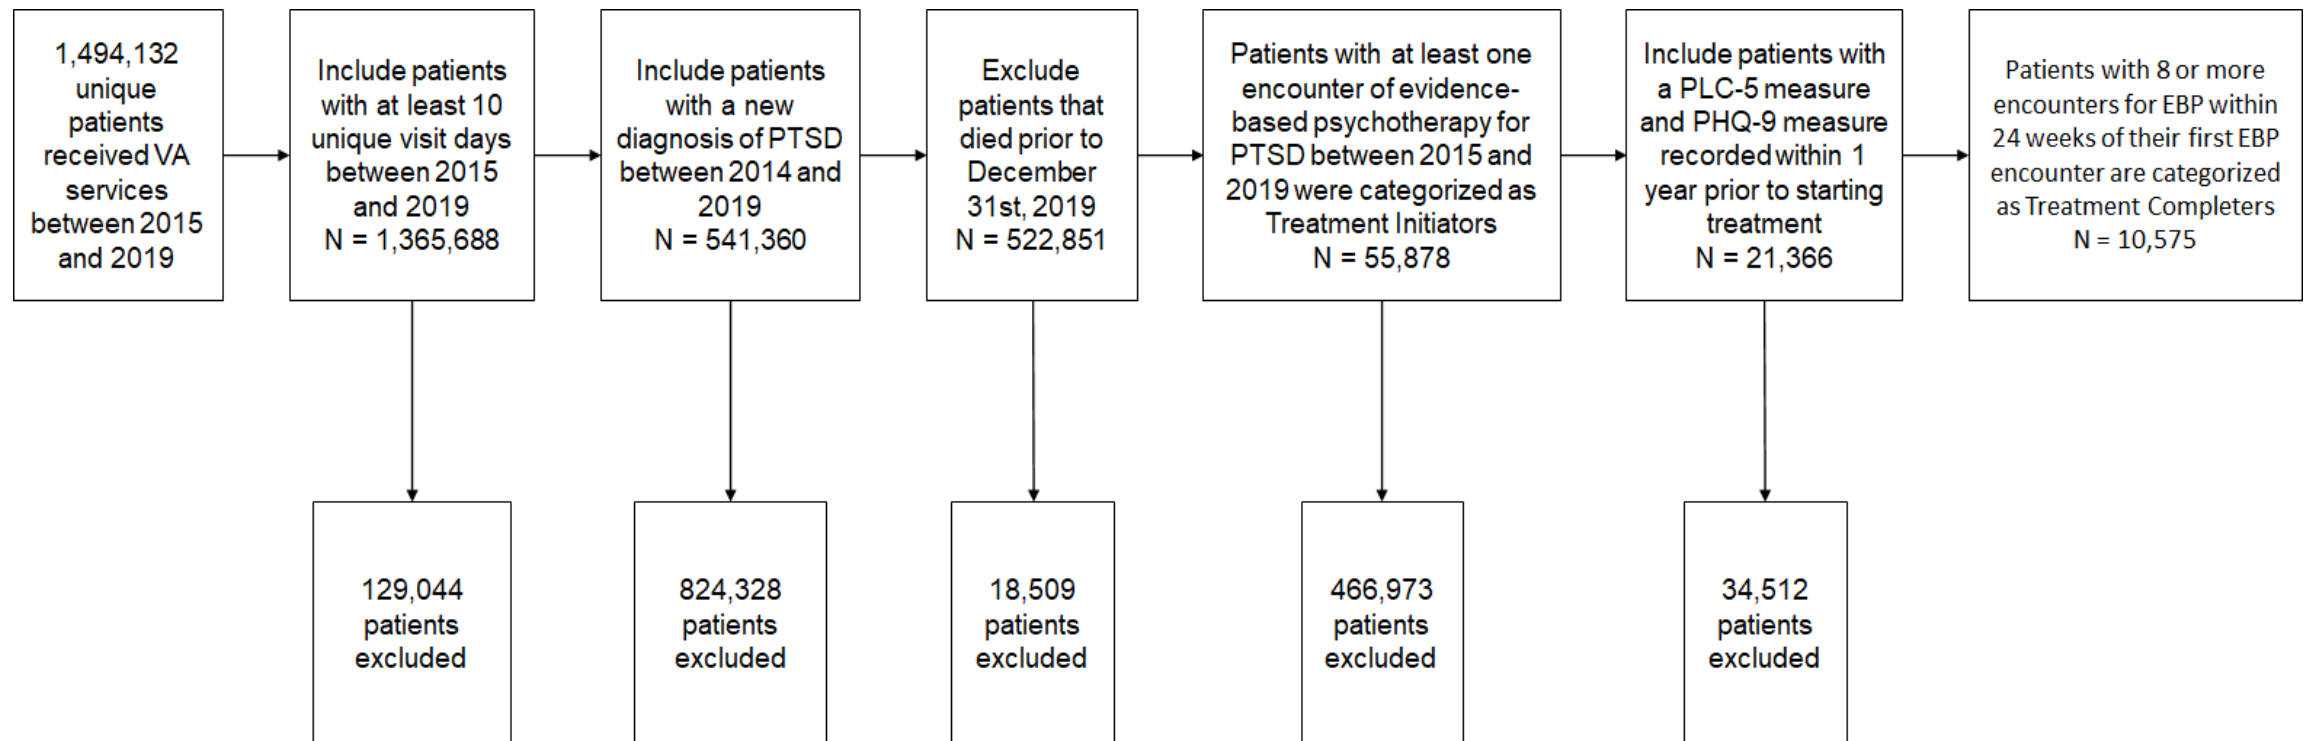 1,494,132
unique
patients
received VA
services
between 2015
and 2019
Include patients
with at least 10
unique visit days
between 2015
and 2019
N = 1,365,688
Include patients
with a new
diagnosis of PTSD
between 2014 and
2019
N = 541,360
Exclude
patients that
died prior to
December
31st, 2019
N = 522,851
Patients with at least one
encounter of evidence-
based psychotherapy for
PTSD between 2015 and
2019 were categorized as
Treatment Initiators
N = 55,878
Include patients with
a PLC-5 measure
and PHQ-9 measure
recorded within 1
year prior to starting
treatment
N = 21,366
Patients with 8 or more
encounters for EBP within
24 weeks of their first EBP
encounter are categorized
as Treatment Completers
N = 10,575
129,044
patients
excluded
824,328
patients
excluded
18,509
patients
excluded
466,973
patients
excluded
34,512
patients
excluded